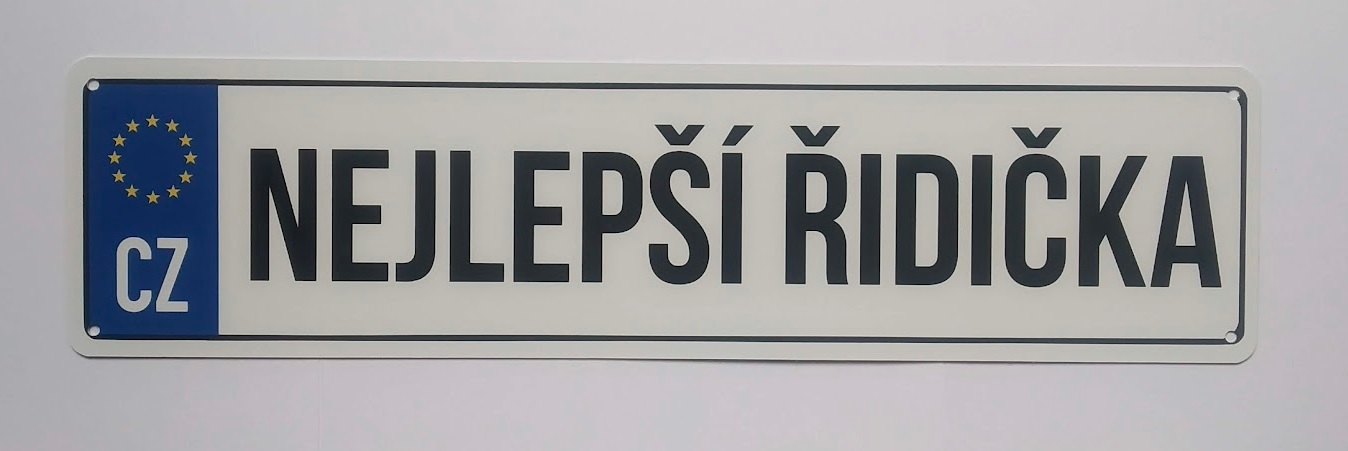 CZ
NEJLEPŠÍ ŘIDIČKA